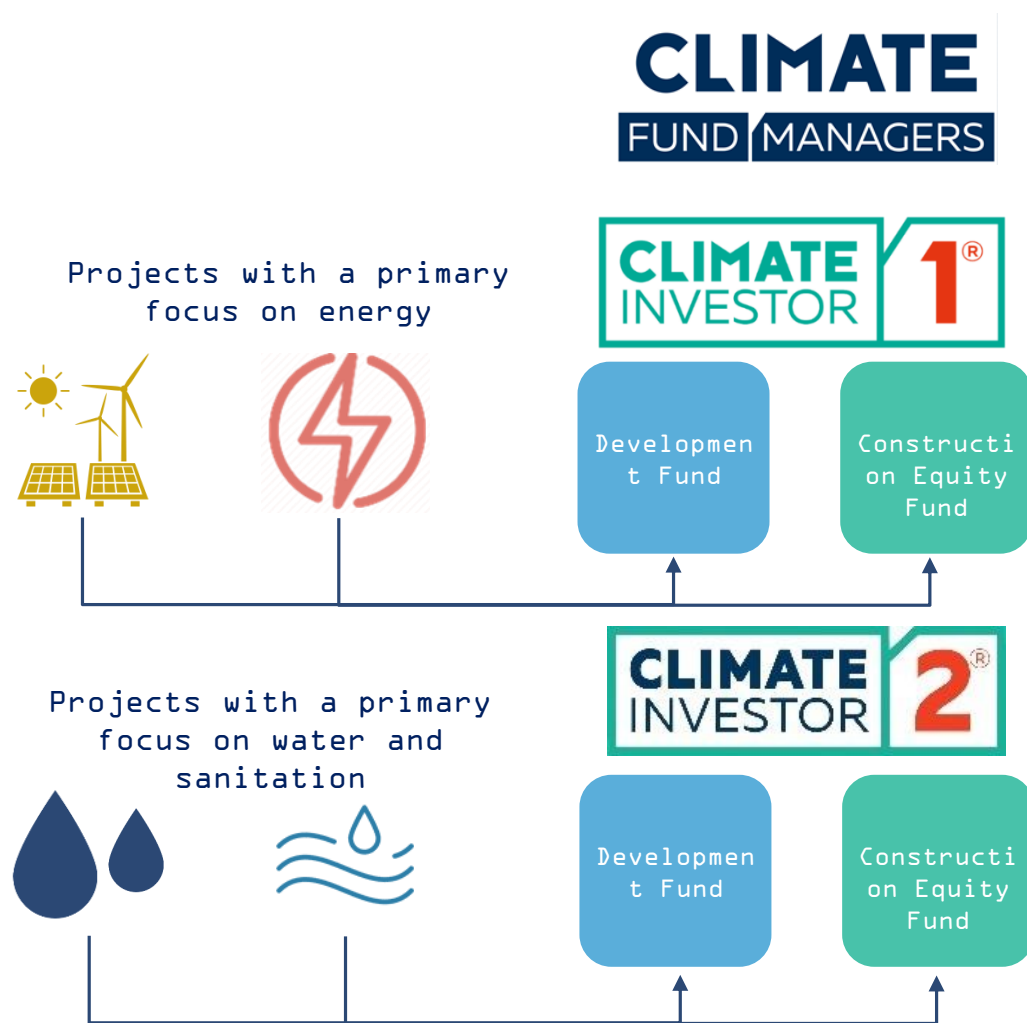 CLIMATE
FUND MANAGERS
Projects with a primary
focus on energy
CLIMATE
INVESTOR
1®
Developmen
t Fund
Constructi
on Equity
Fund
Projects with a primary
focus on water and
sanitation
CLIMATE
INVESTOR
2®
Developmen
t Fund
Constructi
on Equity
Fund